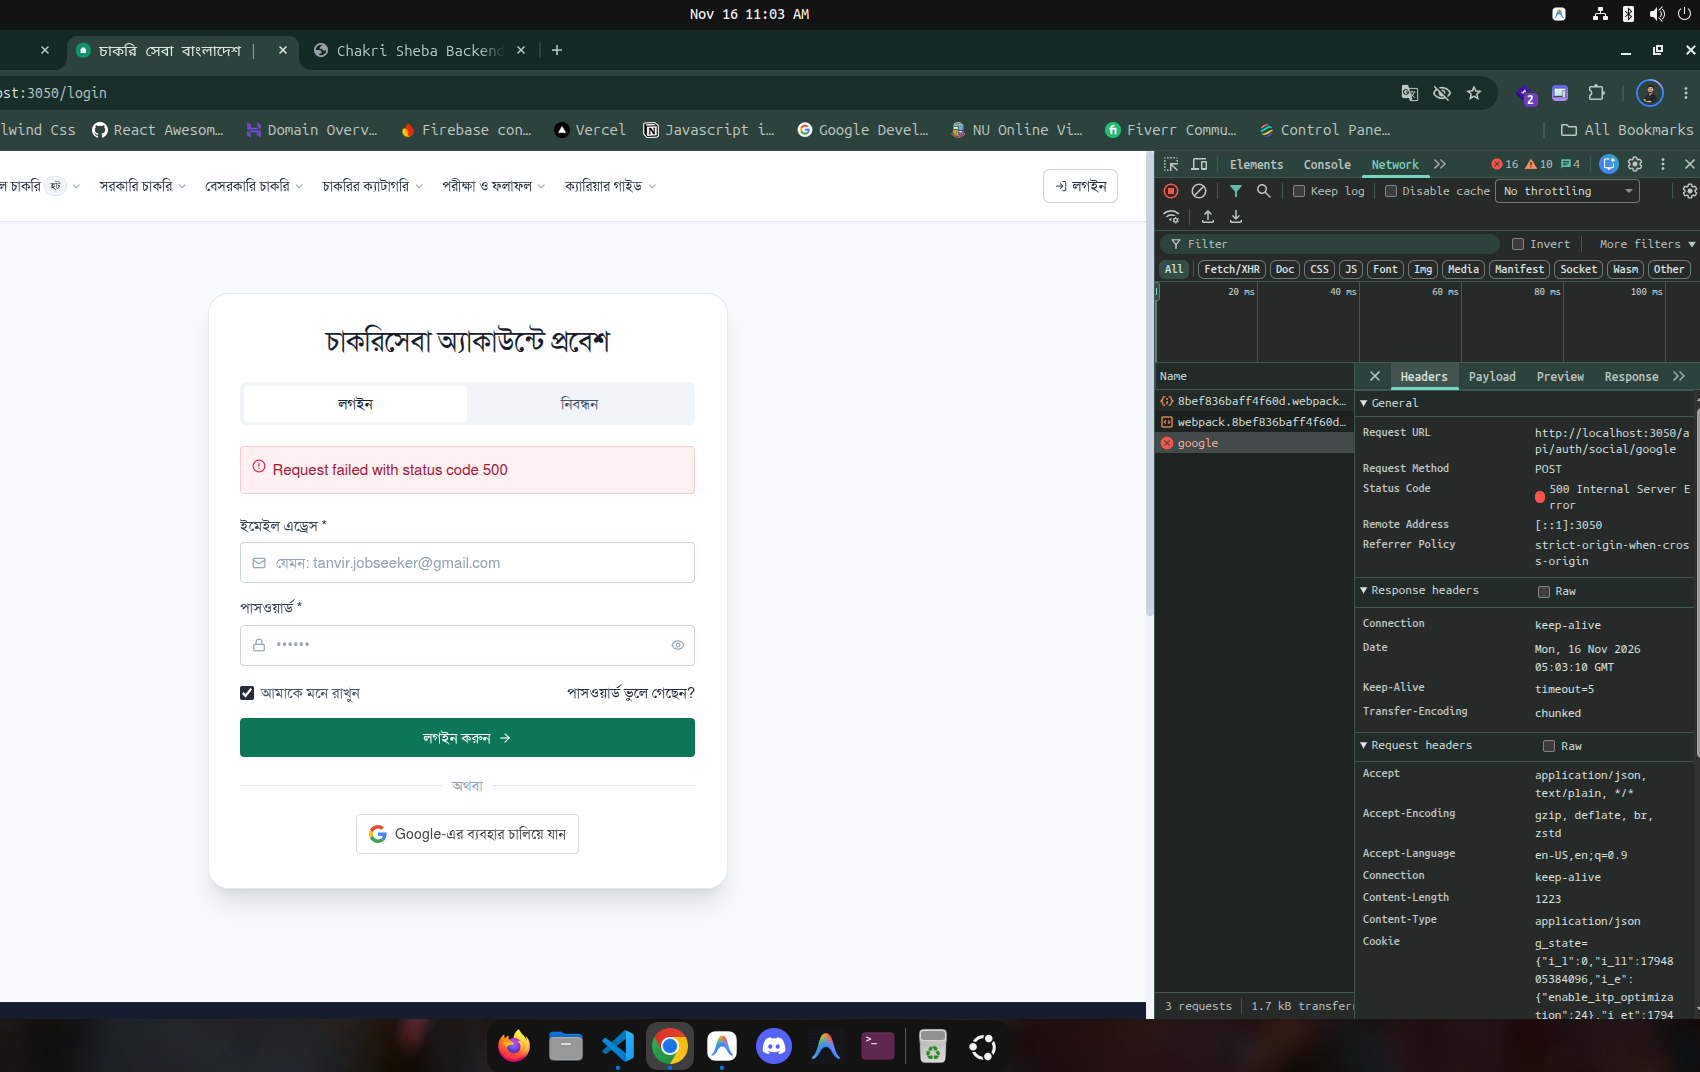 Nov 16 11:03 AM
চাকরি সেবা বাংলাদেশ |
Chakri Sheba Backend
ost:3050/login
2
lwind Css
React Awesom…
Domain Overv…
Firebase con…
Vercel
Javascript i…
Google Devel…
NU Online Vi…
Fiverr Commu…
Control Pane…
All Bookmarks
ল চাকরি হট
সরকারি চাকরি
বেসরকারি চাকরি
চাকরির ক্যাটাগরি
পরীক্ষা ও ফলাফল
ক্যারিয়ার গাইড
লগইন
চাকরিসেবা অ্যাকাউন্টে প্রবেশ
লগইন
নিবন্ধন
Request failed with status code 500
ইমেইল এড্রেস *
যেমন: tanvir.jobseeker@gmail.com
পাসওয়ার্ড *
••••••
আমাকে মনে রাখুন
পাসওয়ার্ড ভুলে গেছেন?
লগইন করুন →
অথবা
Google-এর ব্যবহার চালিয়ে যান
Elements
Console
Network
16
10
4
Keep log
Disable cache
No throttling
Filter
Invert
More filters
All
Fetch/XHR
Doc
CSS
JS
Font
Img
Media
Manifest
Socket
Wasm
Other
20 ms
40 ms
60 ms
80 ms
100 ms
Name
8bef836baff4f60d.webpack…
webpack.8bef836baff4f60d…
google
3 requests
1.7 kB transfer
Headers
Payload
Preview
Response
General
Request URL
http://localhost:3050/a
pi/auth/social/google
Request Method
POST
Status Code
500 Internal Server E
rror
Remote Address
[::1]:3050
Referrer Policy
strict-origin-when-cros
s-origin
Response headers
Raw
Connection
keep-alive
Date
Mon, 16 Nov 2026
05:03:10 GMT
Keep-Alive
timeout=5
Transfer-Encoding
chunked
Request headers
Raw
Accept
application/json,
text/plain, */*
Accept-Encoding
gzip, deflate, br,
zstd
Accept-Language
en-US,en;q=0.9
Connection
keep-alive
Content-Length
1223
Content-Type
application/json
Cookie
g_state=
{"i_l":0,"i_ll":17948
05384096,"i_e":
{"enable_itp_optimiza
tion":24},"i_et":1794